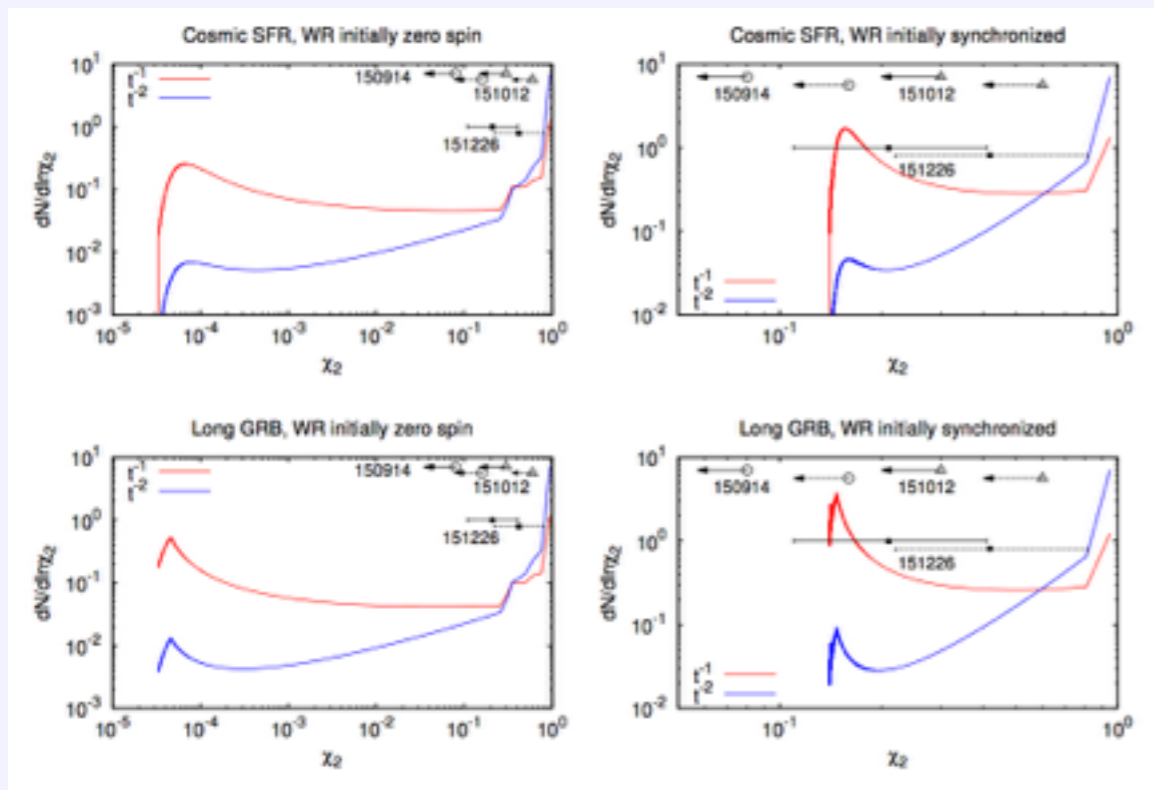 Cosmic SFR, WR initially zero spin
10^1
10^0
10^-1
10^-2
10^-3
dN/dlnχ₂
t^-1
t^-2
150914
151012
151226
10^-5
10^-4
10^-3
10^-2
10^-1
10^0
χ₂
Cosmic SFR, WR initially synchronized
10^1
10^0
10^-1
10^-2
dN/dlnχ₂
150914
151012
151226
t^-1
t^-2
10^-1
10^0
χ₂
Long GRB, WR initially zero spin
10^1
10^0
10^-1
10^-2
10^-3
dN/dlnχ₂
t^-1
t^-2
150914
151012
151226
10^-5
10^-4
10^-3
10^-2
10^-1
10^0
χ₂
Long GRB, WR initially synchronized
10^1
10^0
10^-1
10^-2
dN/dlnχ₂
150914
151012
151226
t^-1
t^-2
10^-1
10^0
χ₂